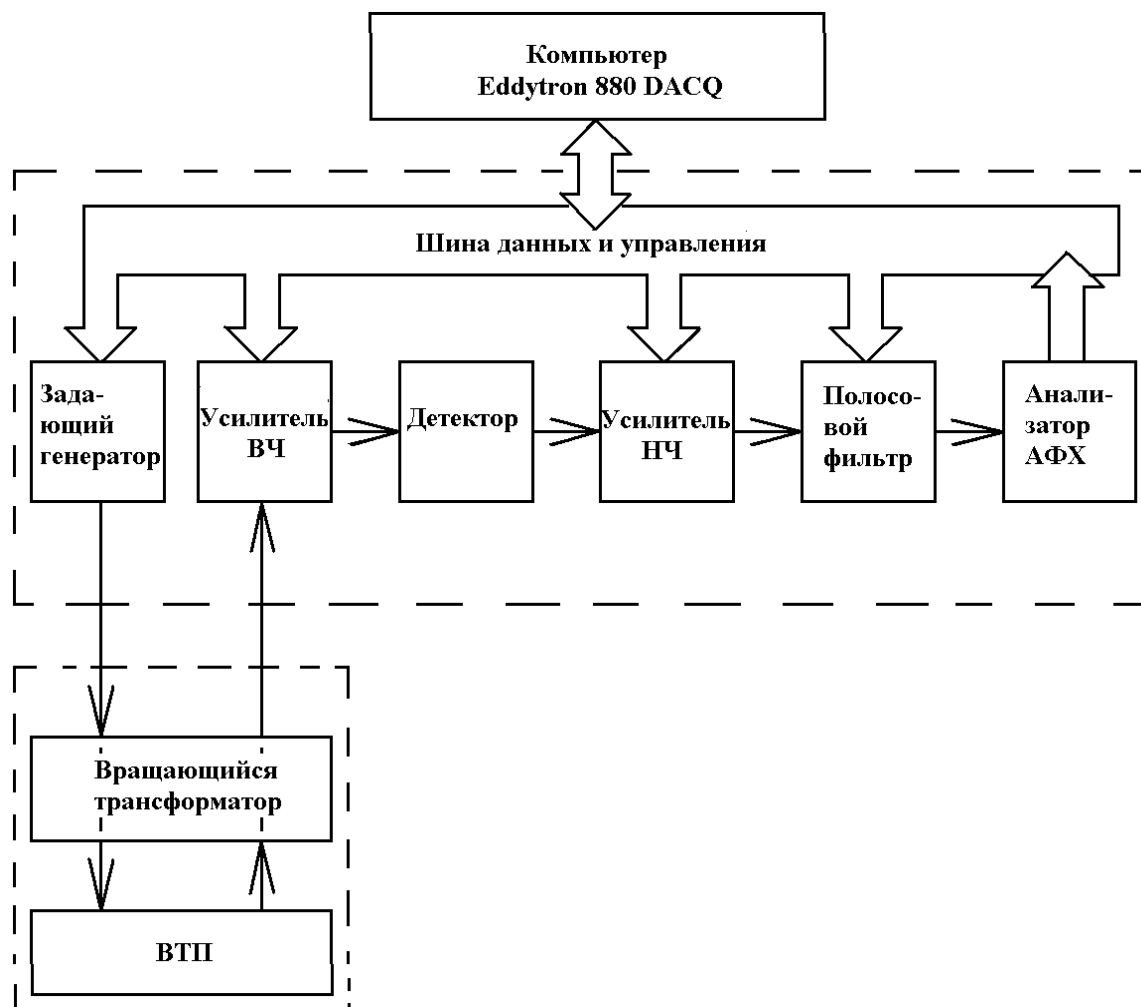 Компьютер
Eddytron 880 DACQ
Шина данных и управления
Зада-
ющий
генератор
Усилитель
ВЧ
Детектор
Усилитель
НЧ
Полосо-
вой
фильтр
Анали-
затор
АФХ
Вращающийся
трансформатор
ВТП